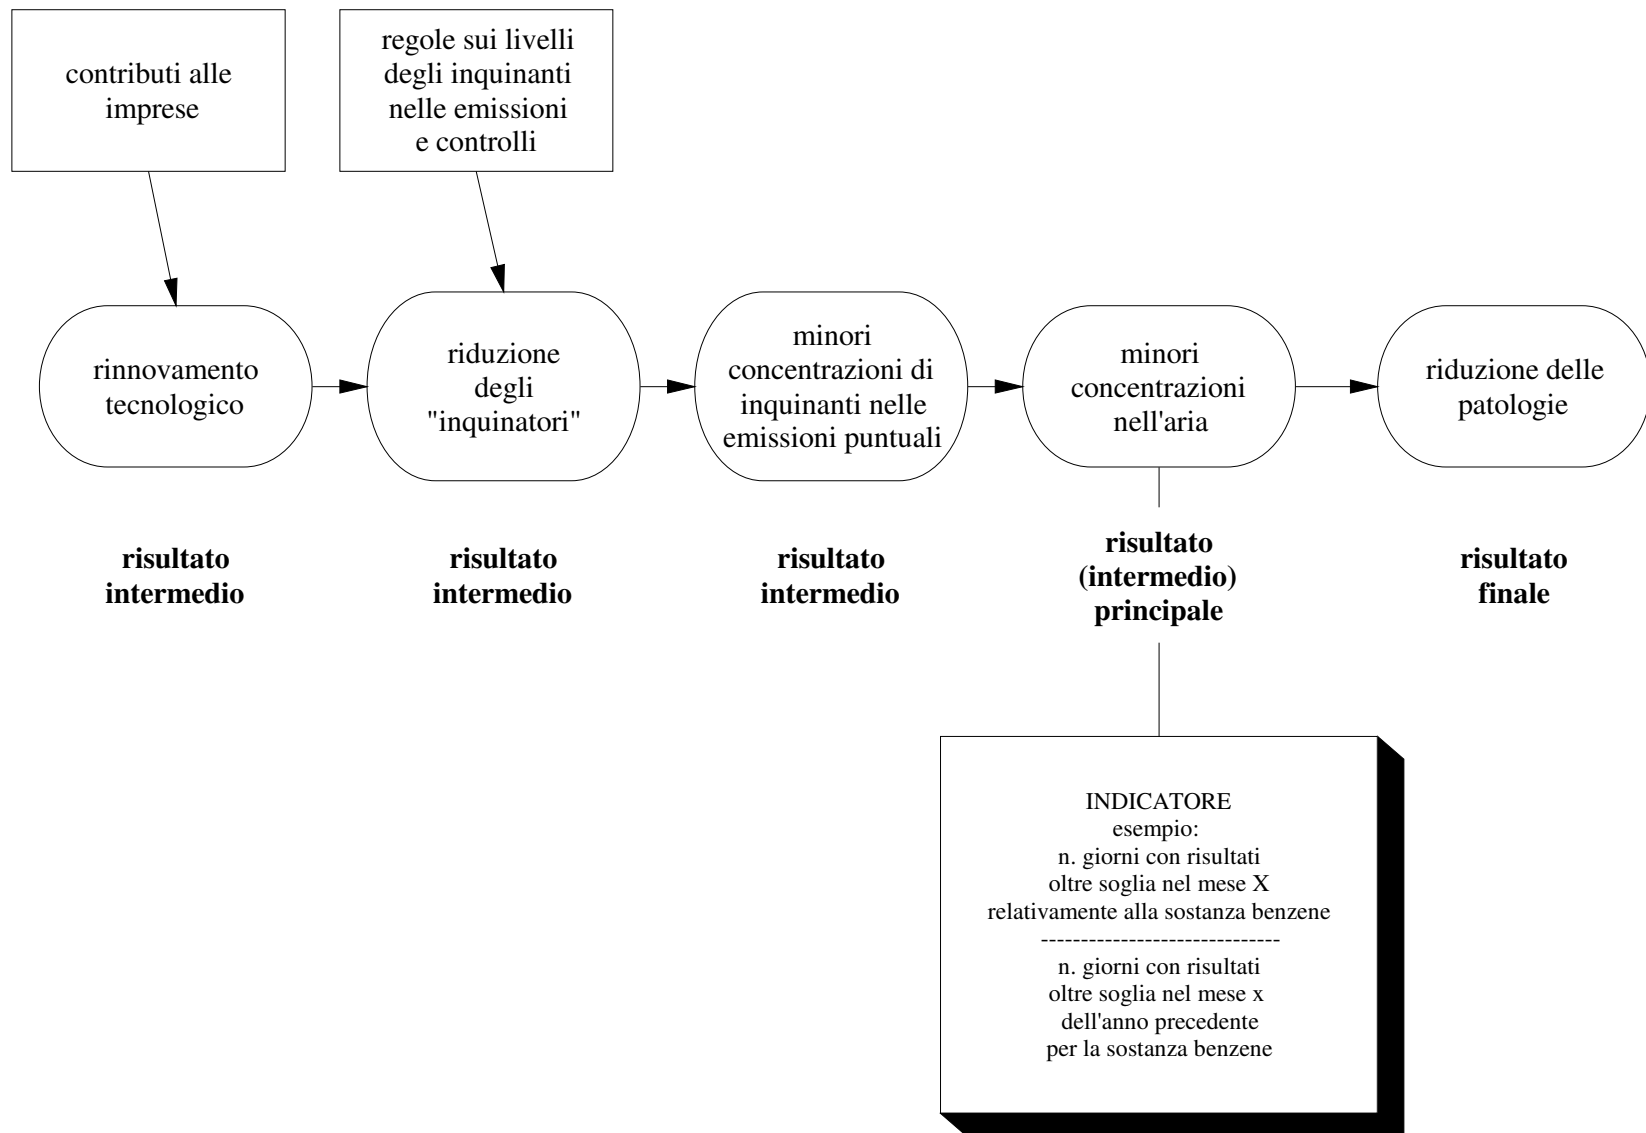 contributi alle
imprese
regole sui livelli
degli inquinanti
nelle emissioni
e controlli
rinnovamento
tecnologico
riduzione
degli
"inquinatori"
minori
concentrazioni di
inquinanti nelle
emissioni puntuali
minori
concentrazioni
nell'aria
riduzione delle
patologie
risultato
intermedio
risultato
intermedio
risultato
intermedio
risultato
(intermedio)
principale
risultato
finale
INDICATORE
esempio:
n. giorni con risultati
oltre soglia nel mese X
relativamente alla sostanza benzene
------------------------------
n. giorni con risultati
oltre soglia nel mese x
dell'anno precedente
per la sostanza benzene